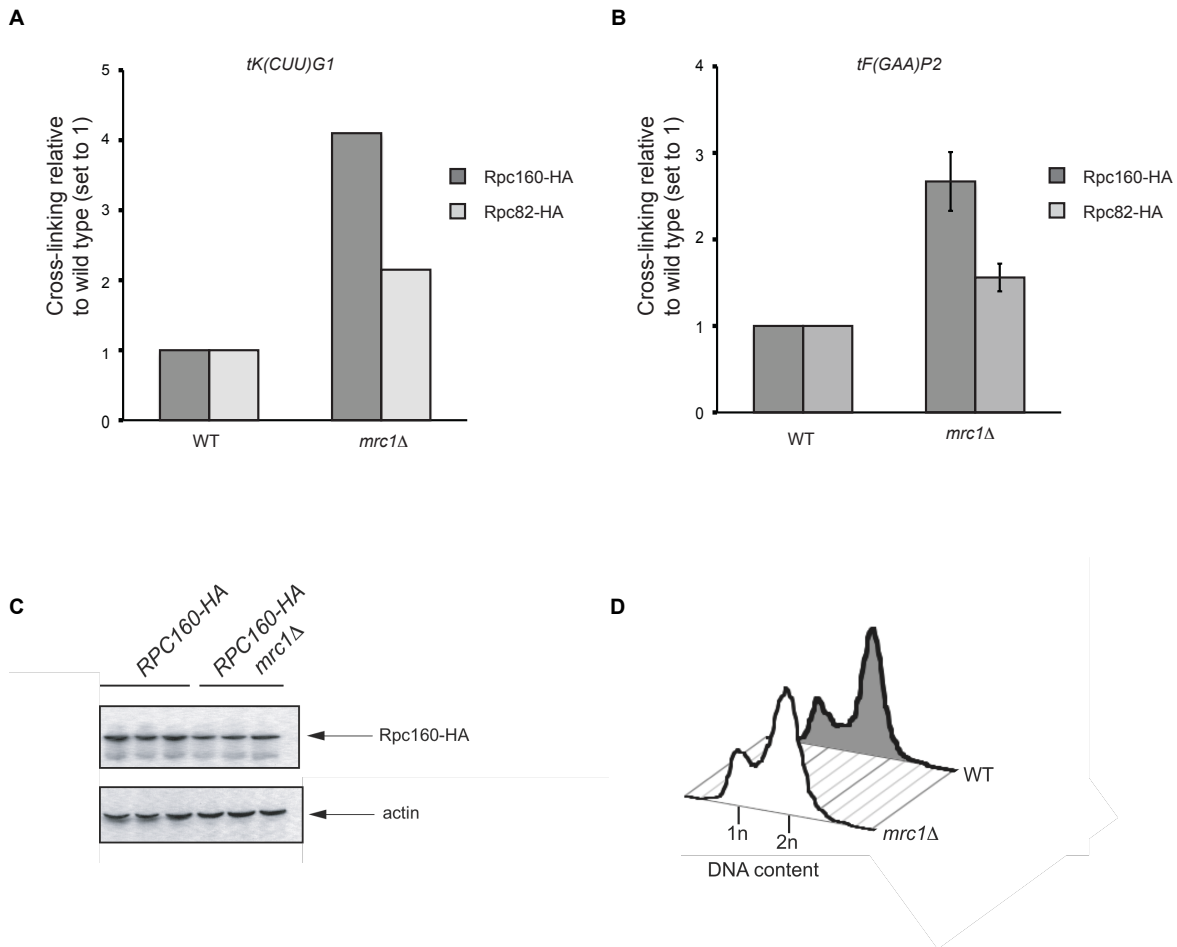 A
tK(CUU)G1
Cross-linking relative
to wild type (set to 1)
5
4
3
2
1
0
WT
mrc1Δ
Rpc160-HA
Rpc82-HA
B
tF(GAA)P2
Cross-linking relative
to wild type (set to 1)
4
3
2
1
0
WT
mrc1Δ
Rpc160-HA
Rpc82-HA
C
RPC160-HA
RPC160-HA
mrc1Δ
Rpc160-HA
actin
D
WT
mrc1Δ
1n
2n
DNA content